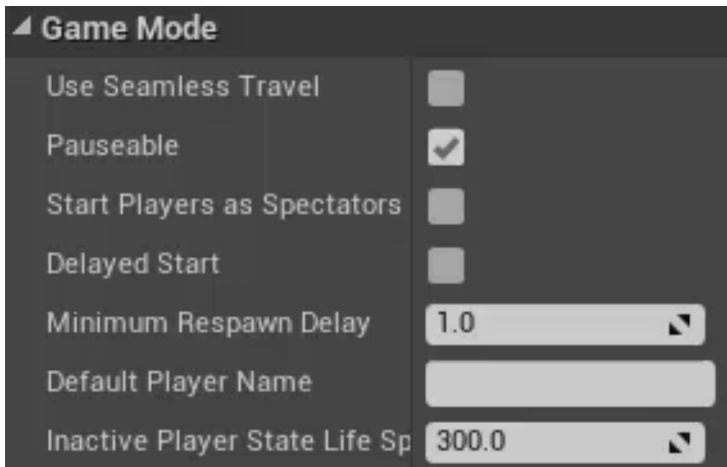 Game Mode
Use Seamless Travel
Pauseable
Start Players as Spectators
Delayed Start
Minimum Respawn Delay 1.0
Default Player Name
Inactive Player State Life Sp 300.0